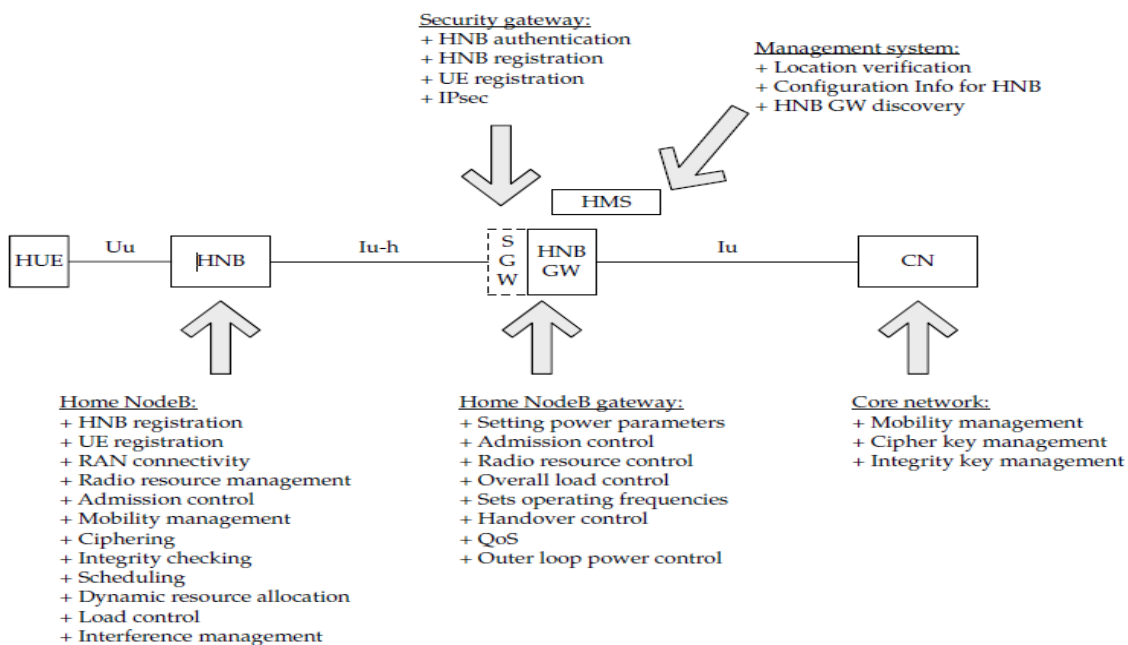 Security gateway:
+ HNB authentication
+ HNB registration
+ UE registration
+ IPsec
Management system:
+ Location verification
+ Configuration Info for HNB
+ HNB GW discovery
HMS
HUE
Uu
HNB
Iu-h
S
G
W
HNB
GW
Iu
CN
Home NodeB:
+ HNB registration
+ UE registration
+ RAN connectivity
+ Radio resource management
+ Admission control
+ Mobility management
+ Ciphering
+ Integrity checking
+ Scheduling
+ Dynamic resource allocation
+ Load control
+ Interference management
Home NodeB gateway:
+ Setting power parameters
+ Admission control
+ Radio resource control
+ Overall load control
+ Sets operating frequencies
+ Handover control
+ QoS
+ Outer loop power control
Core network:
+ Mobility management
+ Cipher key management
+ Integrity key management